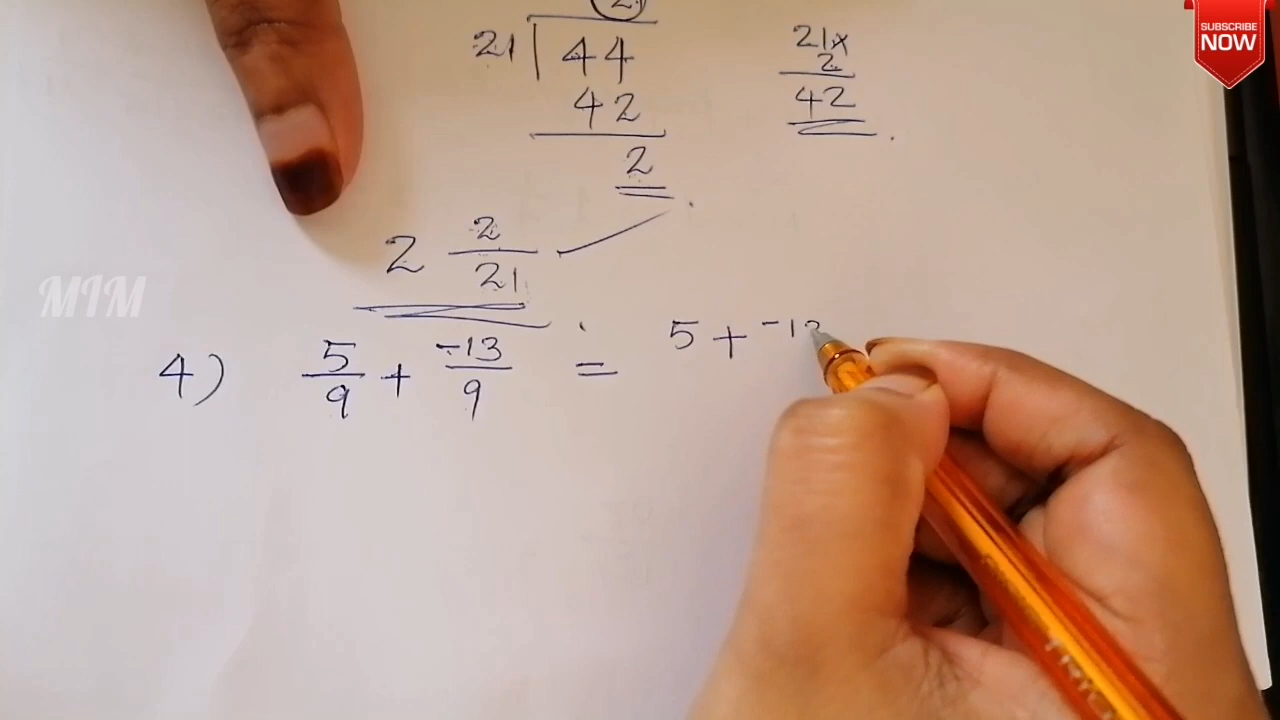 2
21 | 44
42
2
21×
2
42
2 2/21
4) 5/9 + -13/9 = 5 + -13
MIM
SUBSCRIBE
NOW